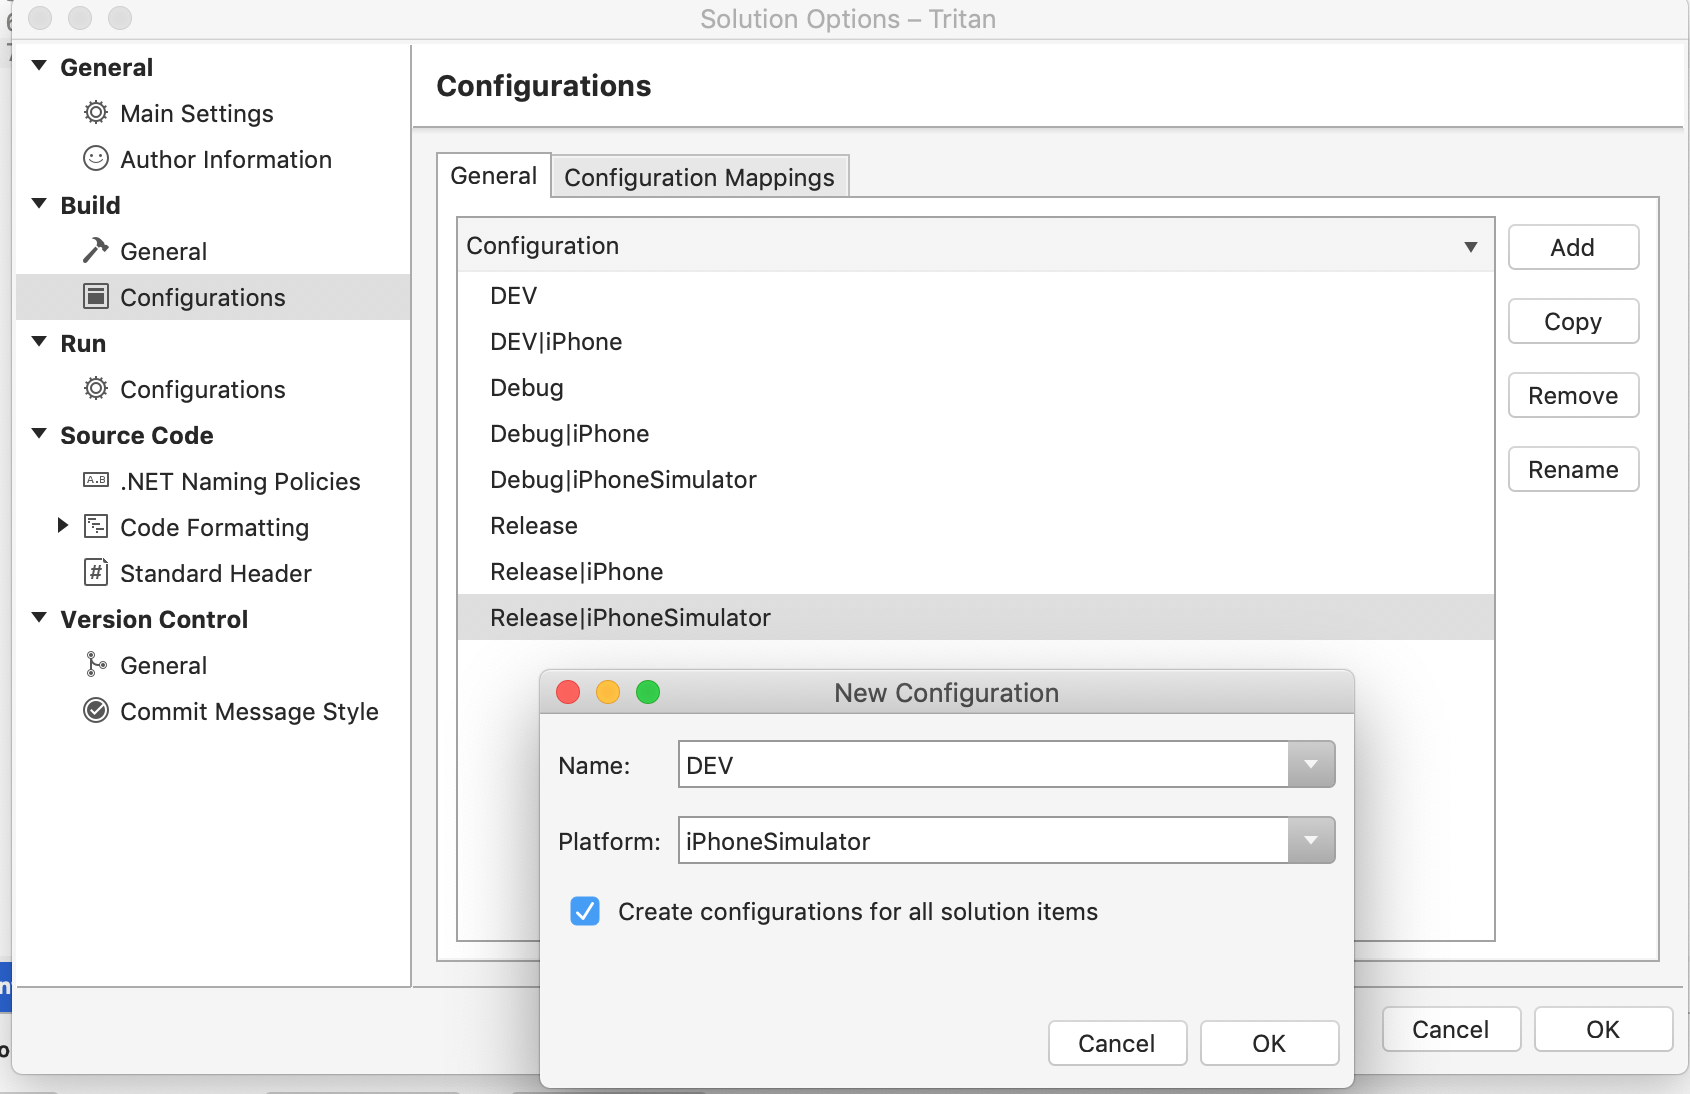 Solution Options – Tritan
General
Main Settings
Author Information
Build
General
Configurations
Run
Configurations
Source Code
.NET Naming Policies
Code Formatting
Standard Header
Version Control
General
Commit Message Style
Configurations
General
Configuration Mappings
Configuration
DEV
DEV|iPhone
Debug
Debug|iPhone
Debug|iPhoneSimulator
Release
Release|iPhone
Release|iPhoneSimulator
Add
Copy
Remove
Rename
New Configuration
Name:
DEV
Platform:
iPhoneSimulator
Create configurations for all solution items
Cancel
OK
Cancel
OK